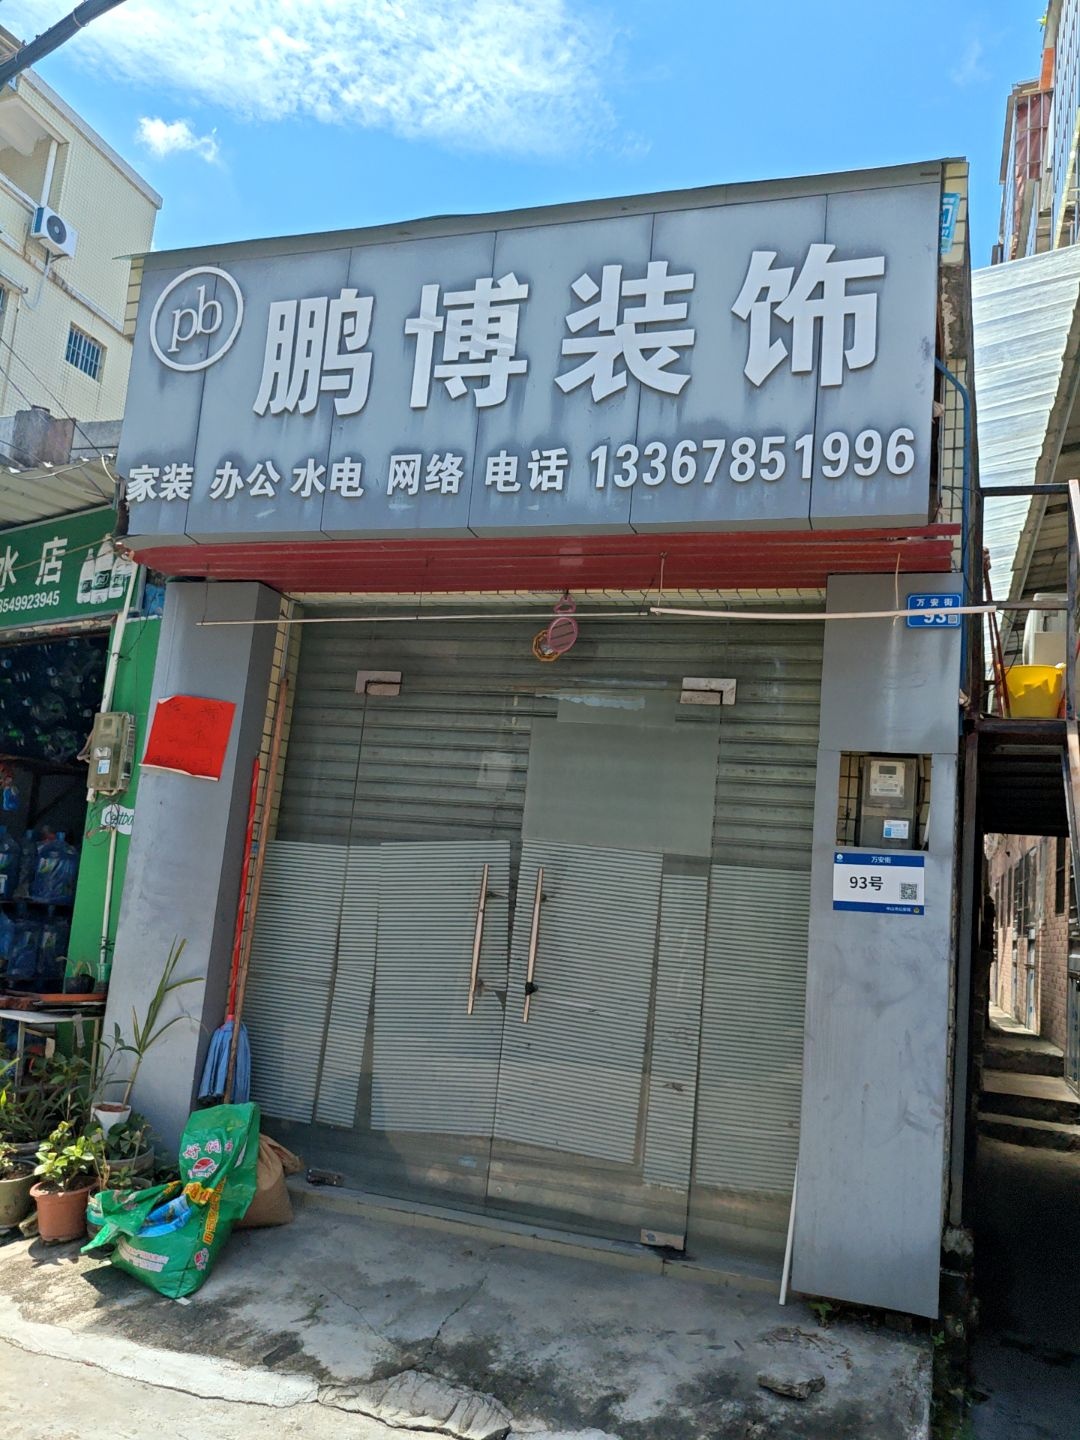 pb
鹏博装饰
家装 办公 水电 网络 电话 13367851996
水店
8549923945
万安街
93
万安街
93号